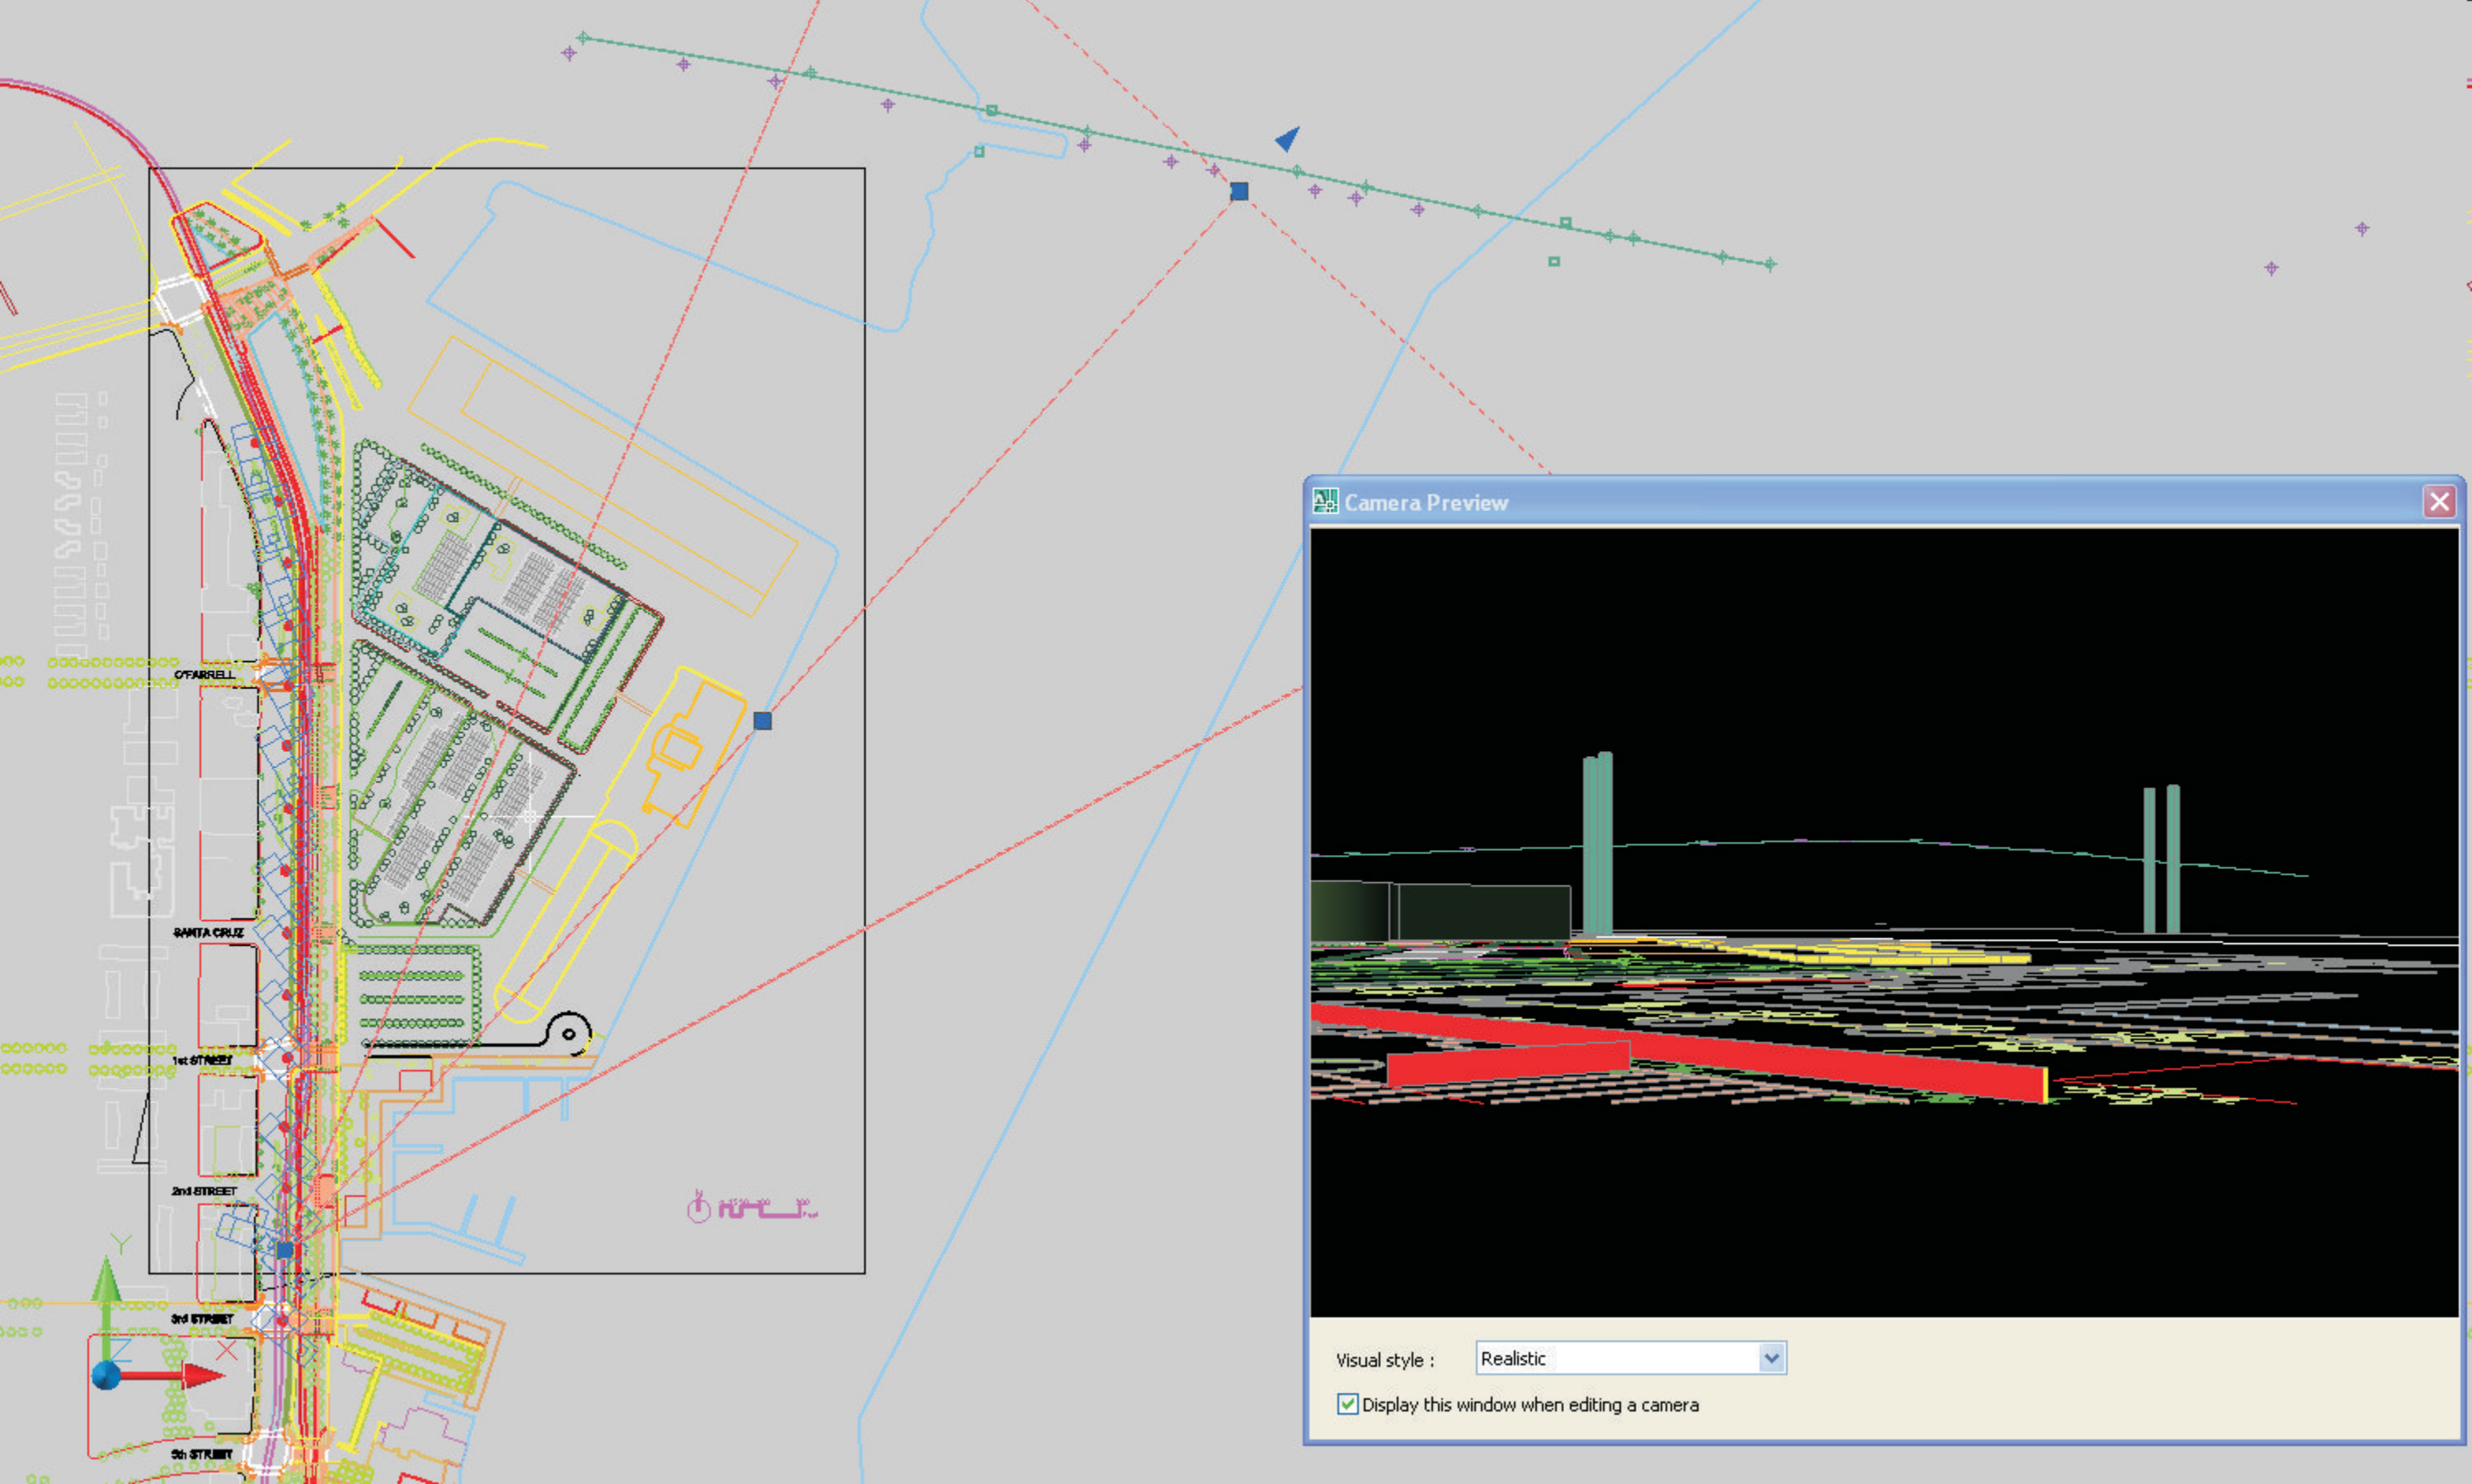 Camera Preview
O'FARRELL
SANTA CRUZ
1st STREET
2nd STREET
N
Y
3rd STREET
Z
X
Visual style :
Realistic
Display this window when editing a camera
5th STREET